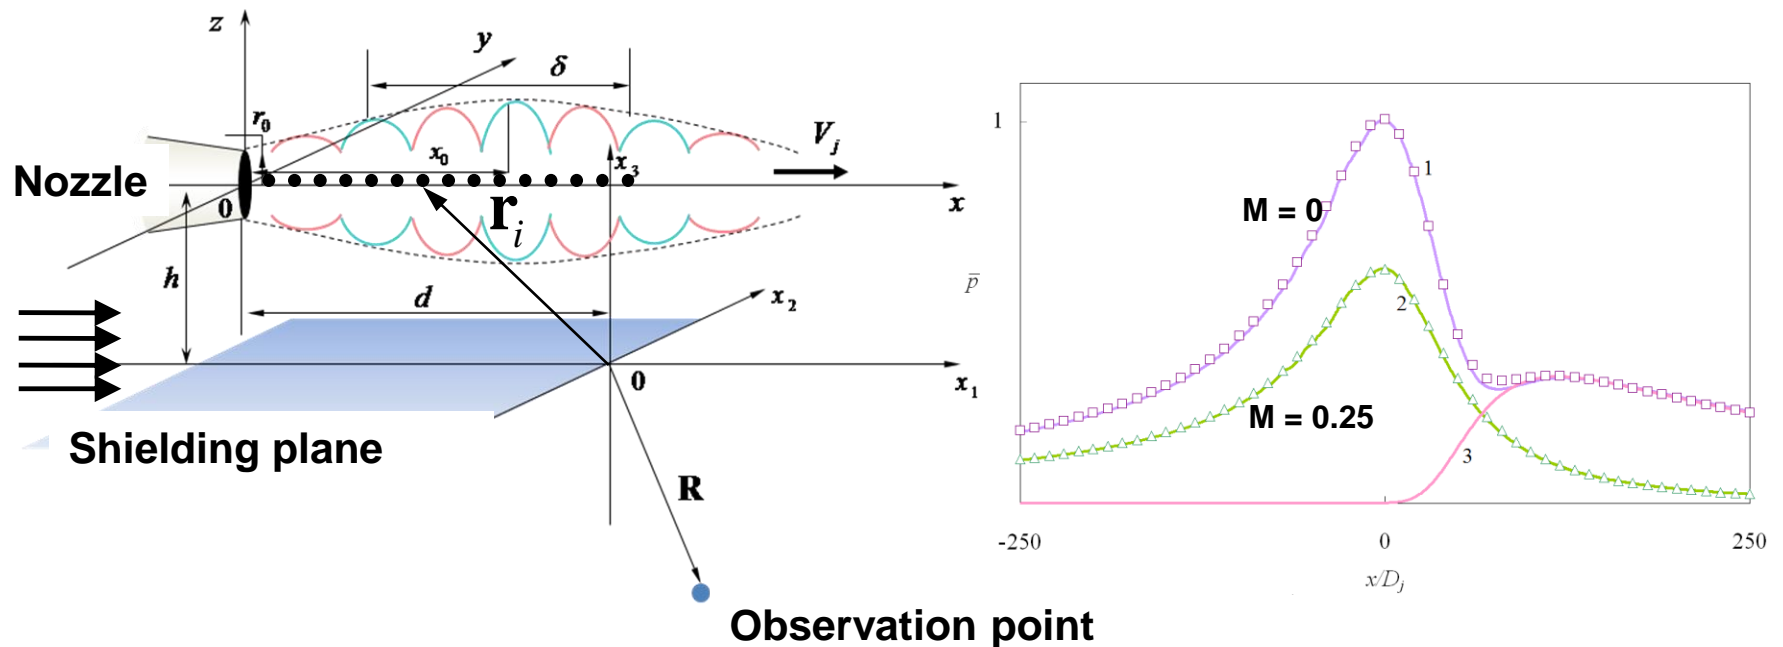 z
y
δ
r₀
x₀
x₃
Vⱼ
Nozzle
0
rᵢ
x
h
d
x₂
0
x₁
Shielding plane
R
Observation point
1
1
M = 0
p̄
2
M = 0.25
3
-250
0
250
x/Dⱼ